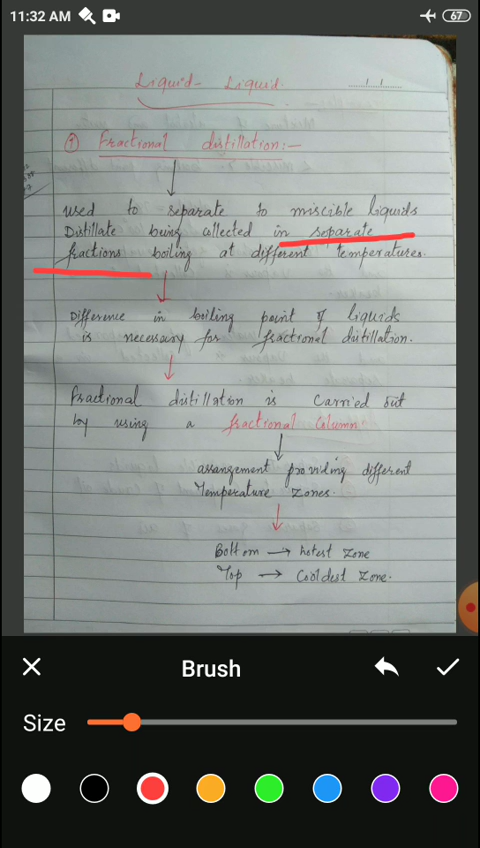 11:32 AM
67
Liquid- Liquid.
① Fractional distillation:-
used to separate to miscible liquids
Distillate being collected in separate
fractions boiling at different temperatures.
Difference in boiling point of liquids
is necessary for fractional distillation.
Fractional distillation is carried out
by using a fractional column
arrangement providing different
Temperature zones.
Bottom → hotest zone
Top → Cooldest zone.
Brush
Size